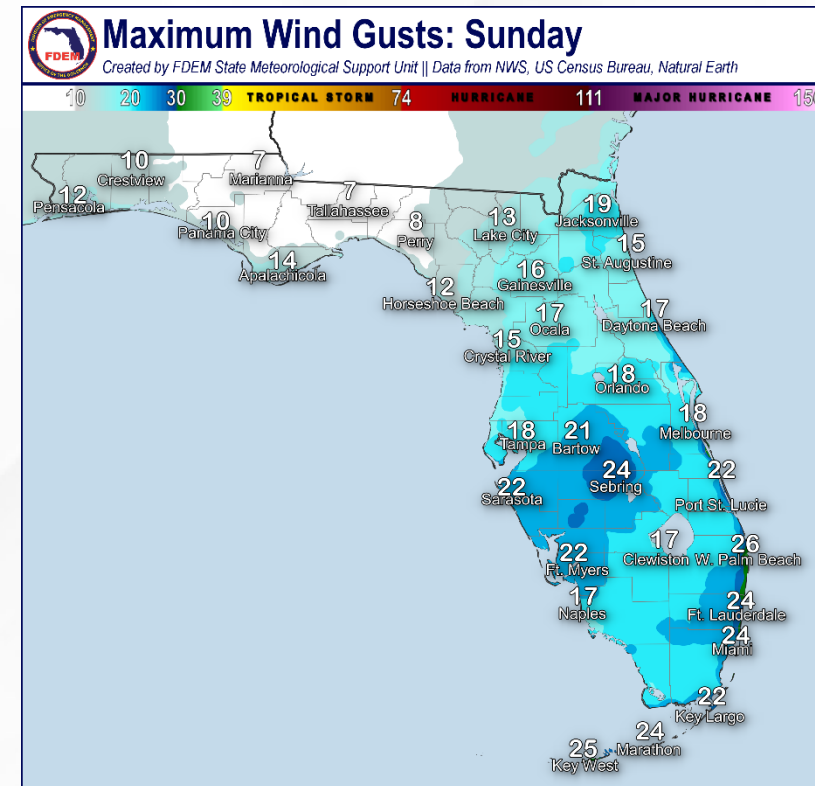 Maximum Wind Gusts: Sunday
Created by FDEM State Meteorological Support Unit || Data from NWS, US Census Bureau, Natural Earth
FDEM
10 20 30 39 TROPICAL STORM 74 HURRICANE 111 MAJOR HURRICANE
10
Crestview
7
Marianna
12
Pensacola
7
Tallahassee
10
Panama City
8
Perry
13
Lake City
19
Jacksonville
14
Apalachicola
15
St. Augustine
16
Gainesville
12
Horseshoe Beach
17
Ocala
17
Daytona Beach
15
Crystal River
18
Orlando
18
Melbourne
18
Tampa
21
Bartow
24
Sebring
22
Port St. Lucie
22
Sarasota
17
Clewiston
26
W. Palm Beach
22
Ft. Myers
17
Naples
24
Ft. Lauderdale
24
Miami
22
Key Largo
24
Marathon
25
Key West